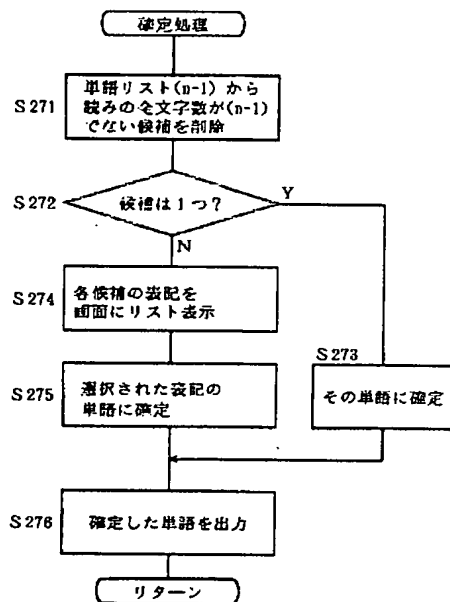 確定処理
S271
単語リスト(n-1)から
読みの全文字数が(n-1)
でない候補を削除
S272
候補は1つ?
Y
N
S274
各候補の表記を
画面にリスト表示
S273
その単語に確定
S275
選択された表記の
単語に確定
S276
確定した単語を出力
リターン